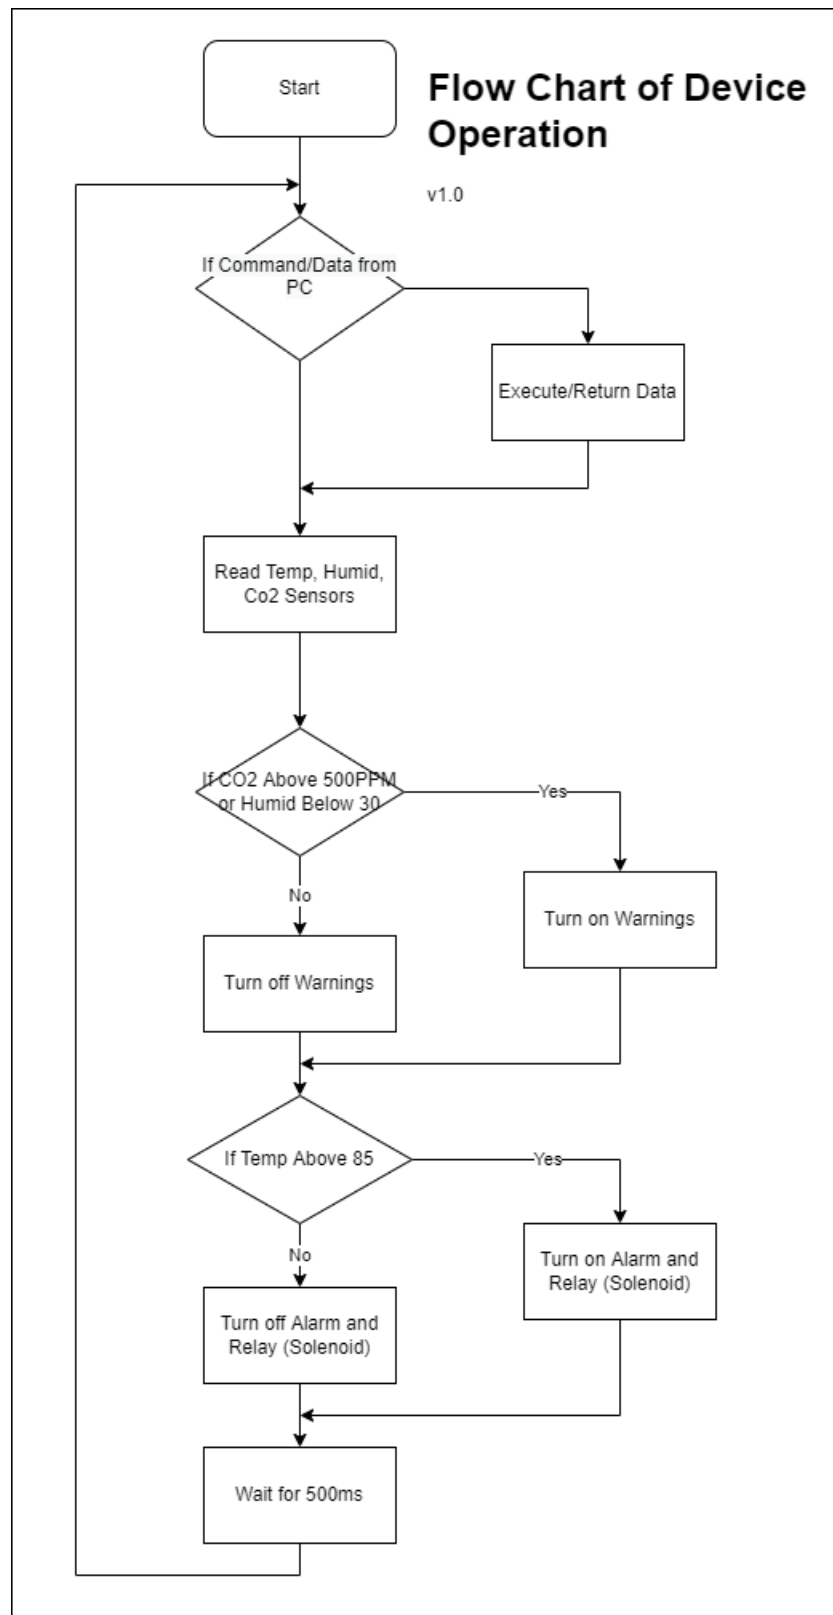 Start
Flow Chart of Device
Operation
v1.0
If Command/Data from
PC
Execute/Return Data
Read Temp, Humid,
Co2 Sensors
If CO2 Above 500PPM
or Humid Below 30
Yes
No
Turn on Warnings
Turn off Warnings
If Temp Above 85
Yes
No
Turn on Alarm and
Relay (Solenoid)
Turn off Alarm and
Relay (Solenoid)
Wait for 500ms